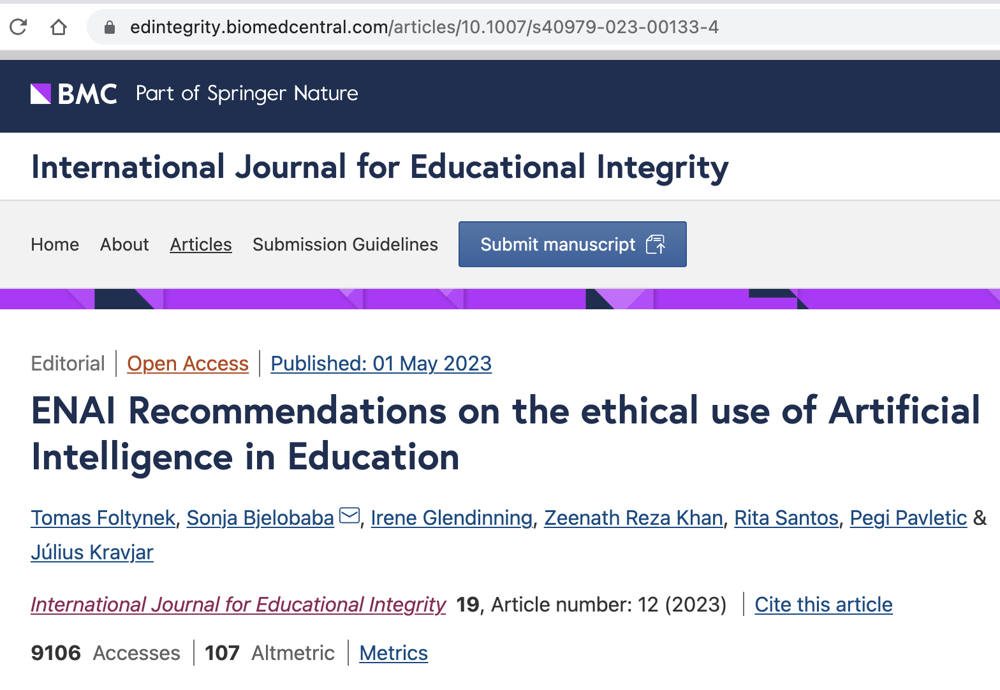 edintegrity.biomedcentral.com/articles/10.1007/s40979-023-00133-4
BMC Part of Springer Nature
International Journal for Educational Integrity
Home About Articles Submission Guidelines Submit manuscript
Editorial Open Access Published: 01 May 2023
ENAI Recommendations on the ethical use of Artificial
Intelligence in Education
Tomas Foltynek, Sonja Bjelobaba, Irene Glendinning, Zeenath Reza Khan, Rita Santos, Pegi Pavletic &
Július Kravjar
International Journal for Educational Integrity 19, Article number: 12 (2023) Cite this article
9106 Accesses 107 Altmetric Metrics